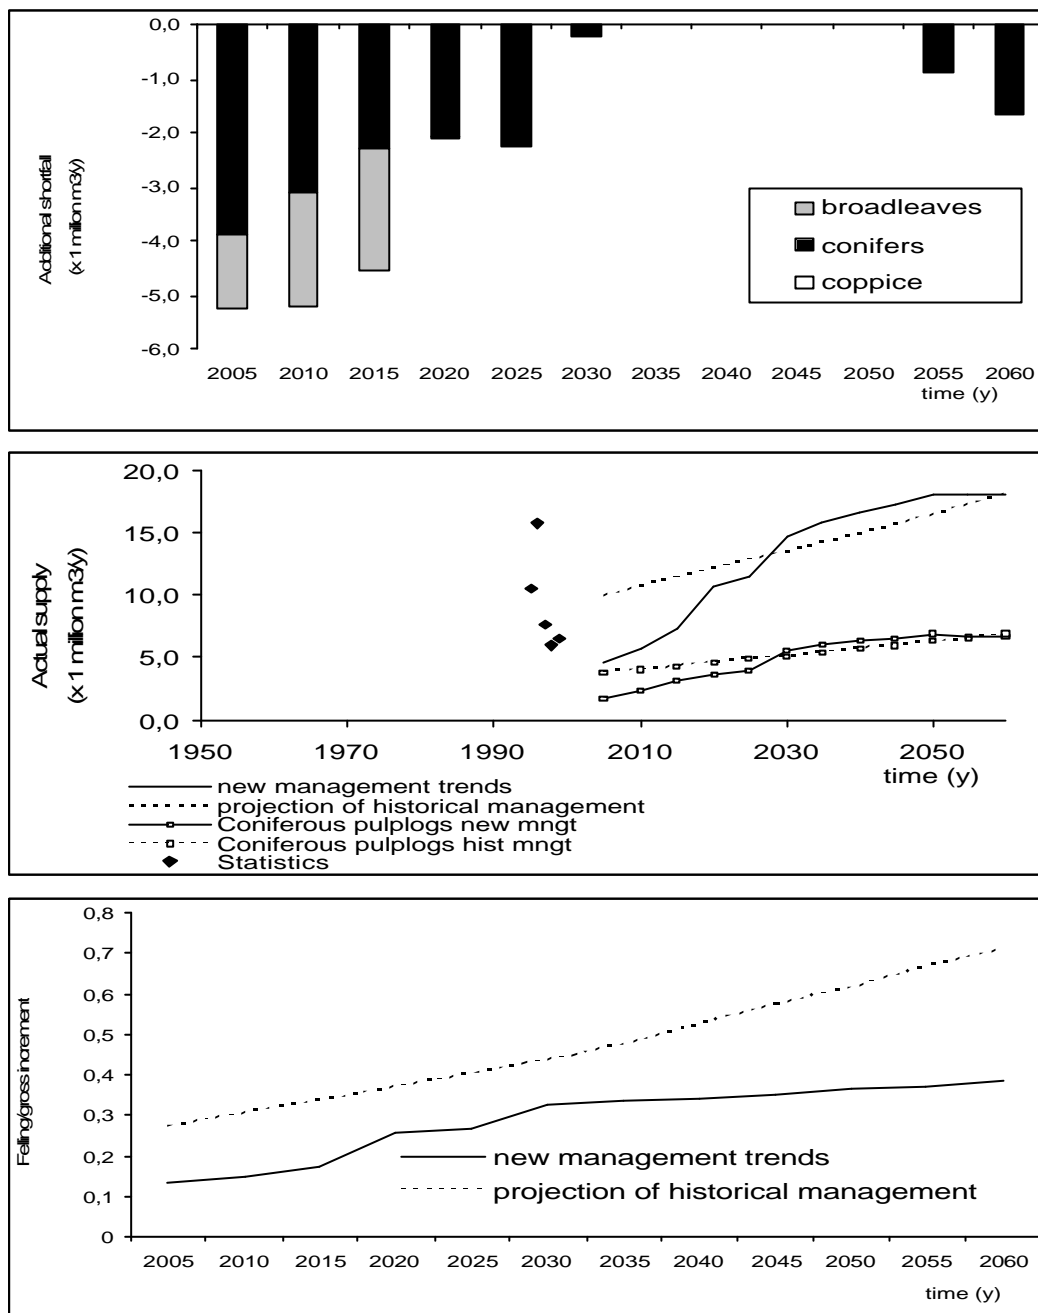 0,0
-1,0
-2,0
-3,0
-4,0
-5,0
-6,0
Additional shortfall
(x 1 million m3/y)
broadleaves
conifers
coppice
2005 2010 2015 2020 2025 2030 2035 2040 2045 2050 2055 2060
time (y)
20,0
15,0
10,0
5,0
0,0
Actual supply
(x 1 million m3/y)
1950 1970 1990 2010 2030 2050
time (y)
new management trends
projection of historical management
Coniferous pulplogs new mngt
Coniferous pulplogs hist mngt
Statistics
0,8
0,7
0,6
0,5
0,4
0,3
0,2
0,1
0
Felling/gross increment
new management trends
projection of historical management
2005 2010 2015 2020 2025 2030 2035 2040 2045 2050 2055 2060
time (y)